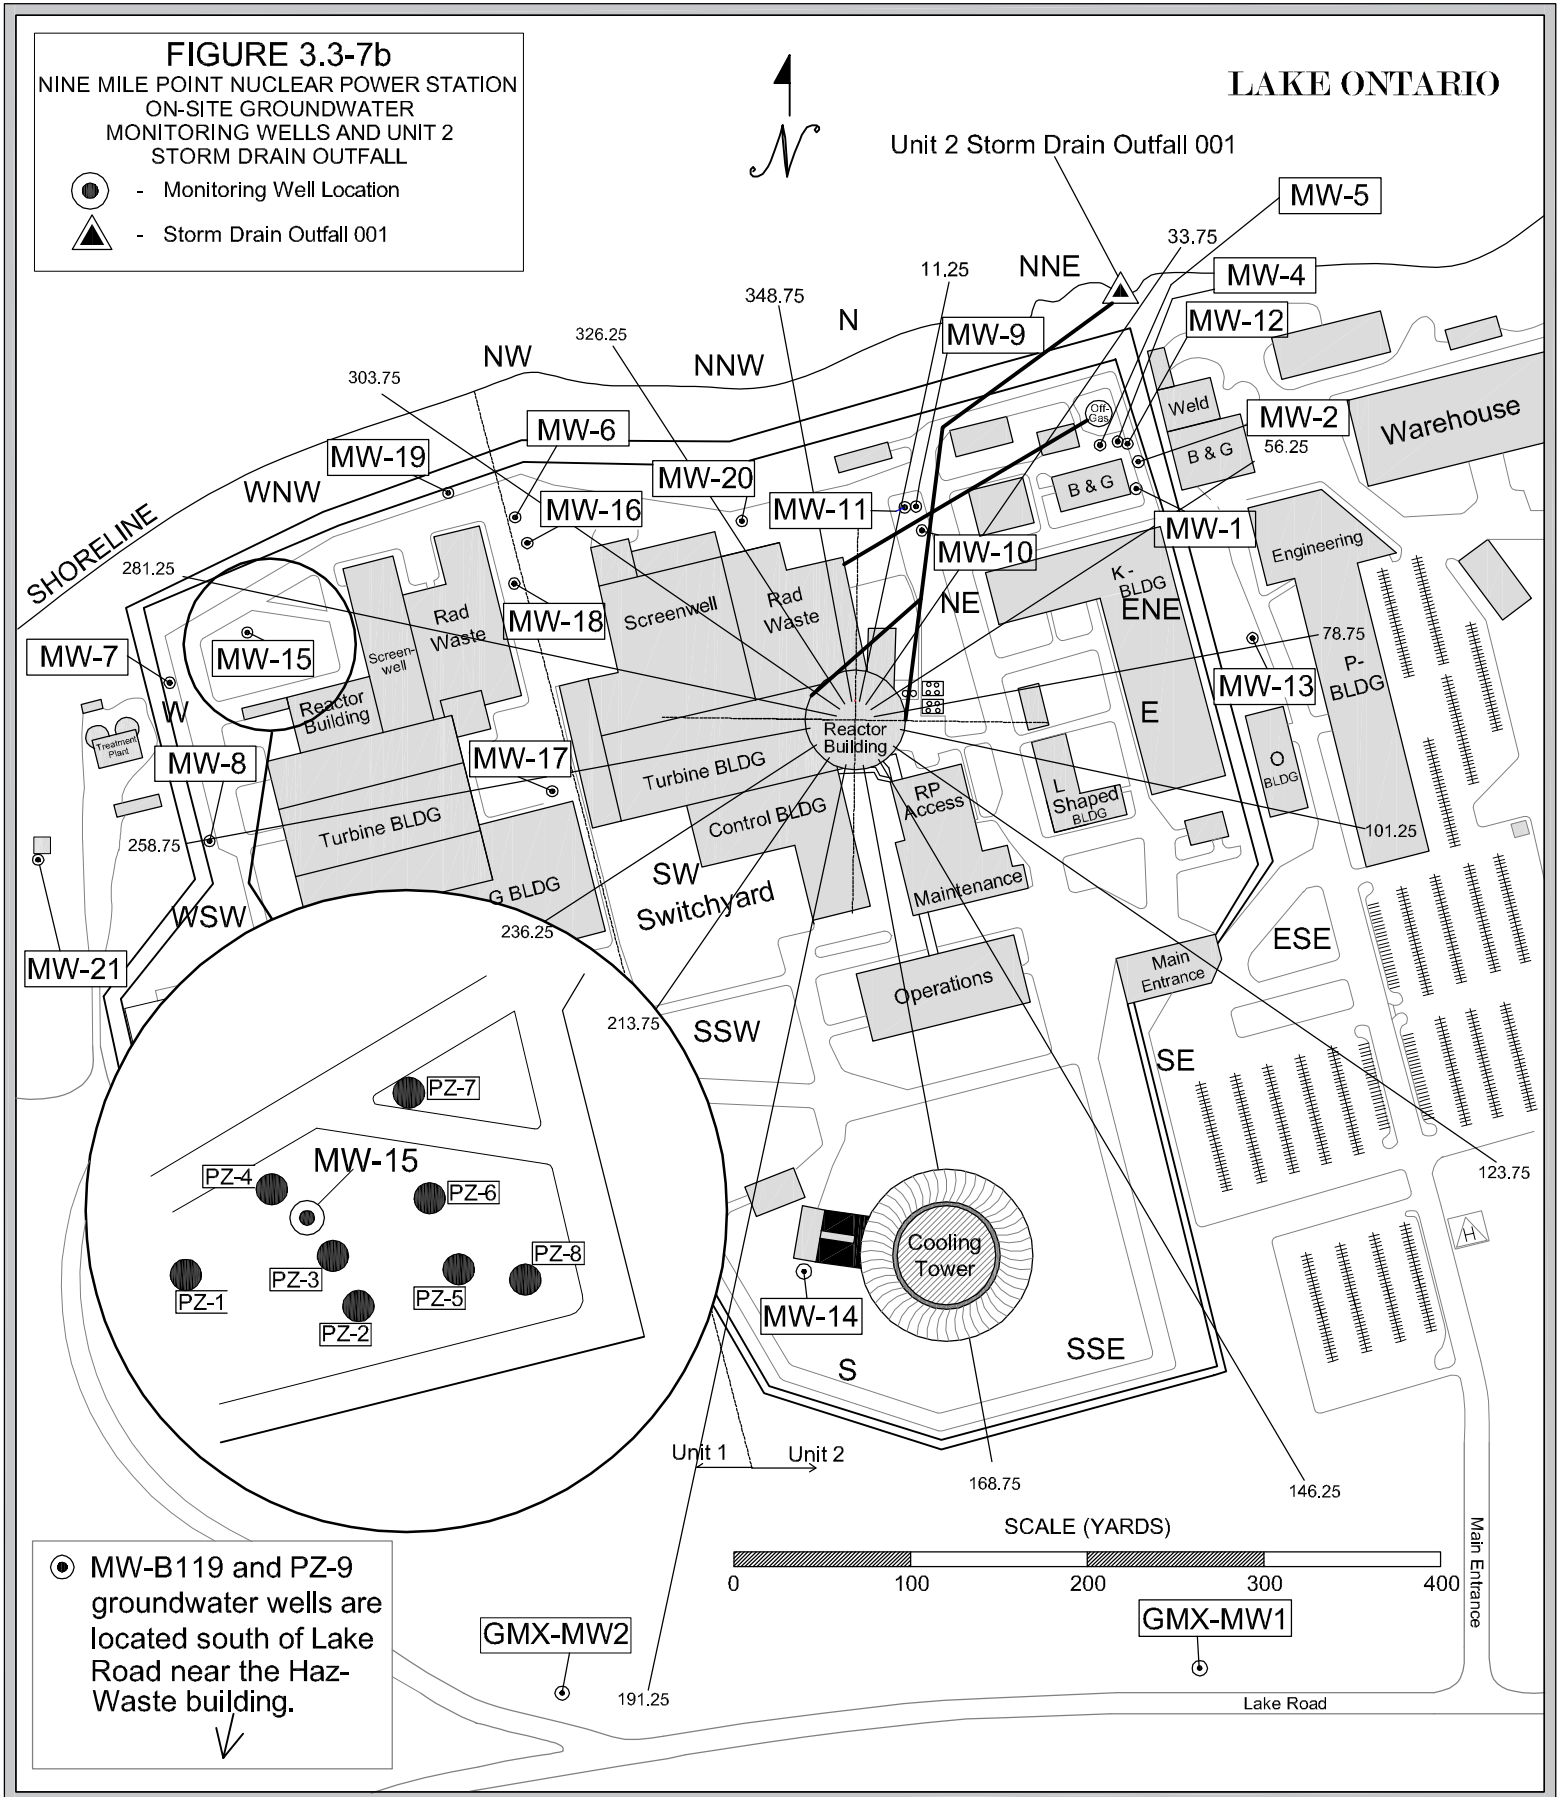 FIGURE 3.3-7b
NINE MILE POINT NUCLEAR POWER STATION
ON-SITE GROUNDWATER
MONITORING WELLS AND UNIT 2
STORM DRAIN OUTFALL
- Monitoring Well Location
- Storm Drain Outfall 001
N
LAKE ONTARIO
Unit 2 Storm Drain Outfall 001
MW-5
33.75
NNE
11.25
MW-4
348.75
N
MW-12
MW-9
326.25
NW
NNW
303.75
Off-
Gas
Weld
MW-2
Warehouse
MW-6
56.25
MW-19
B & G
MW-20
WNW
B & G
MW-16
MW-11
MW-1
SHORELINE
MW-10
Engineering
281.25
K-
BLDG
Rad
Waste
Screenwell
Rad
Waste
NE
ENE
MW-18
78.75
MW-7
MW-15
Screen-
well
P-
BLDG
MW-13
W
Reactor
Building
E
Treatment
Plant
Reactor
Building
MW-8
MW-17
Turbine BLDG
O
BLDG
RP
Access
L
Shaped
BLDG
Turbine BLDG
Control BLDG
258.75
101.25
SW
Switchyard
Maintenance
G BLDG
WSW
236.25
ESE
MW-21
Main
Entrance
Operations
213.75
SSW
SE
PZ-7
MW-15
PZ-4
PZ-6
123.75
H
PZ-8
PZ-3
PZ-1
PZ-5
PZ-2
Cooling
Tower
MW-14
S
SSE
Unit 1
Unit 2
168.75
146.25
SCALE (YARDS)
0 100 200 300 400
Main Entrance
MW-B119 and PZ-9
groundwater wells are
located south of Lake
Road near the Haz-
Waste building.
GMX-MW2
GMX-MW1
191.25
Lake Road